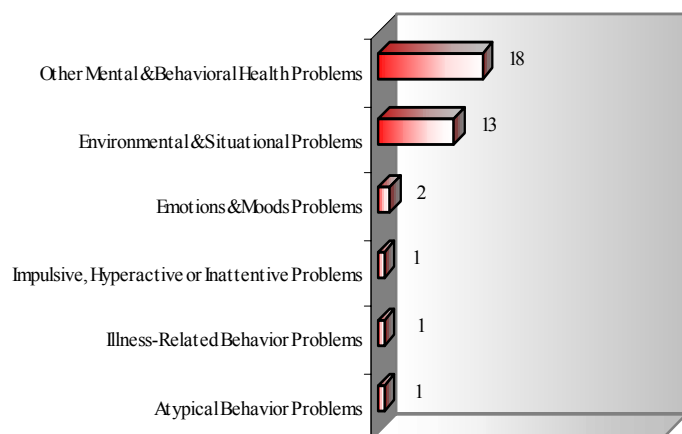 Other Mental & Behavioral Health Problems 18
Environmental & Situational Problems 13
Emotions & Moods Problems 2
Impulsive, Hyperactive or Inattentive Problems 1
Illness-Related Behavior Problems 1
Atypical Behavior Problems 1